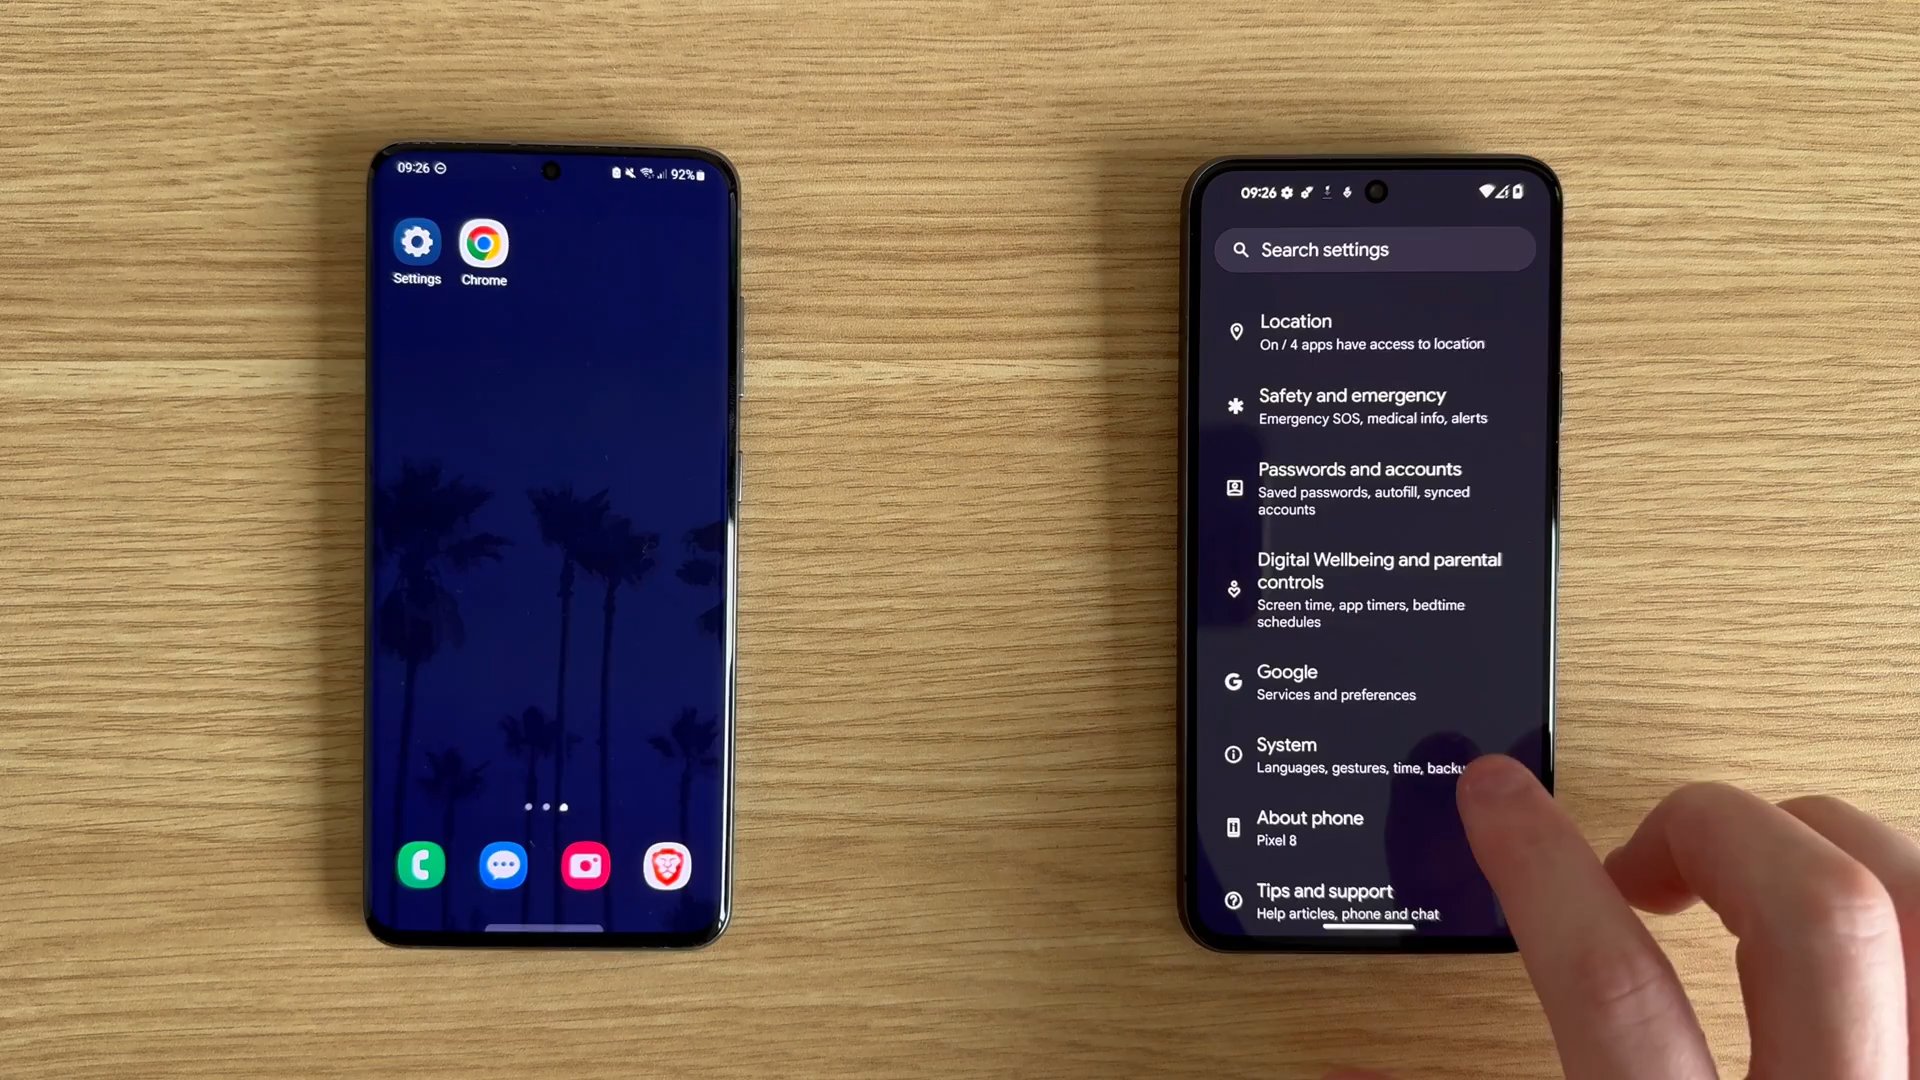 09:26
92%
Settings
Chrome
09:26
Search settings
Location
On / 4 apps have access to location
Safety and emergency
Emergency SOS, medical info, alerts
Passwords and accounts
Saved passwords, autofill, synced
accounts
Digital Wellbeing and parental
controls
Screen time, app timers, bedtime
schedules
Google
Services and preferences
System
Languages, gestures, time,
About phone
Pixel 8
Tips and support
Help articles, phone and chat